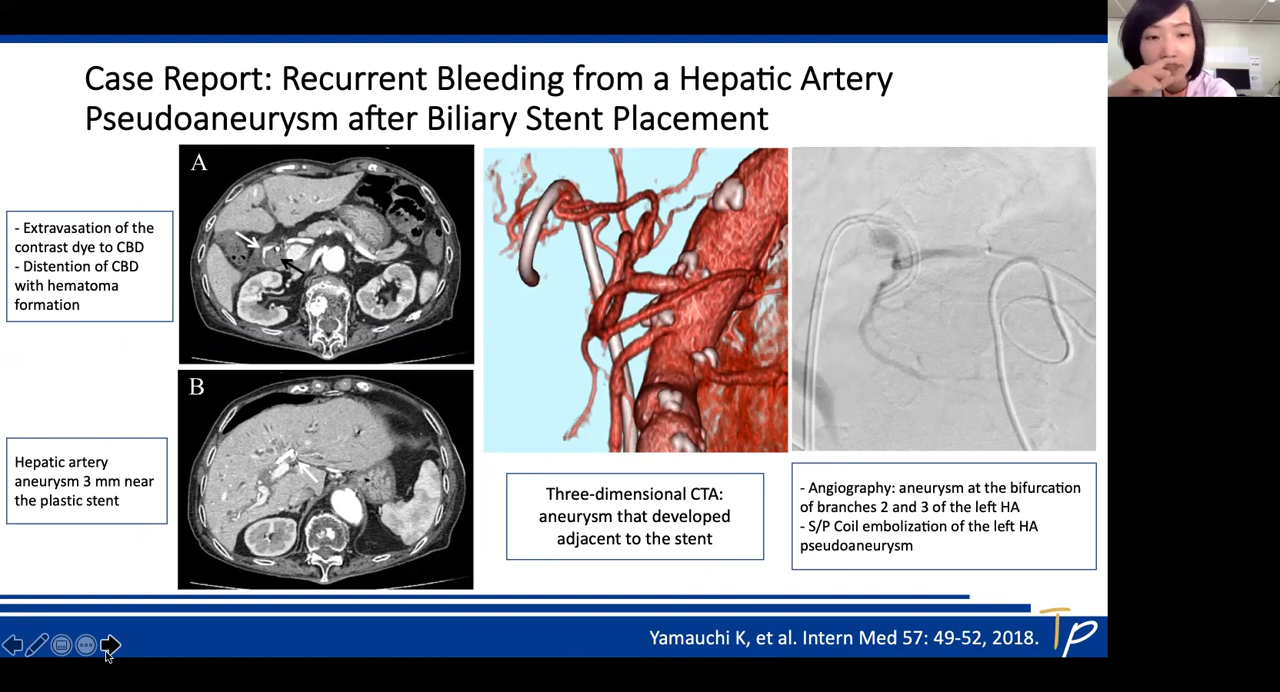 Case Report: Recurrent Bleeding from a Hepatic Artery
Pseudoaneurysm after Biliary Stent Placement
A
- Extravasation of the
contrast dye to CBD
- Distention of CBD
with hematoma
formation
B
Hepatic artery
aneurysm 3 mm near
the plastic stent
Three-dimensional CTA:
aneurysm that developed
adjacent to the stent
- Angiography: aneurysm at the bifurcation
of branches 2 and 3 of the left HA
- S/P Coil embolization of the left HA
pseudoaneurysm
Yamauchi K, et al. Intern Med 57: 49-52, 2018.
TP